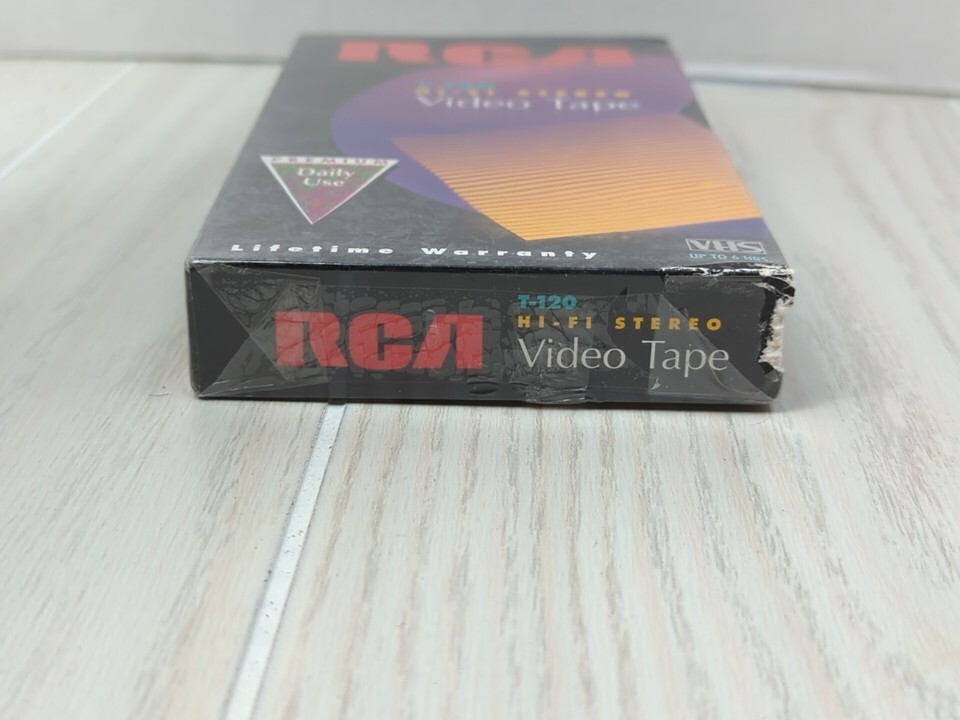 RCA
T-120
HI-FI STEREO
Video Tape
PREMIUM
Daily
Use
Lifetime Warranty
VHS
UP TO 6 HRS
RCA
T-120
HI-FI STEREO
Video Tape